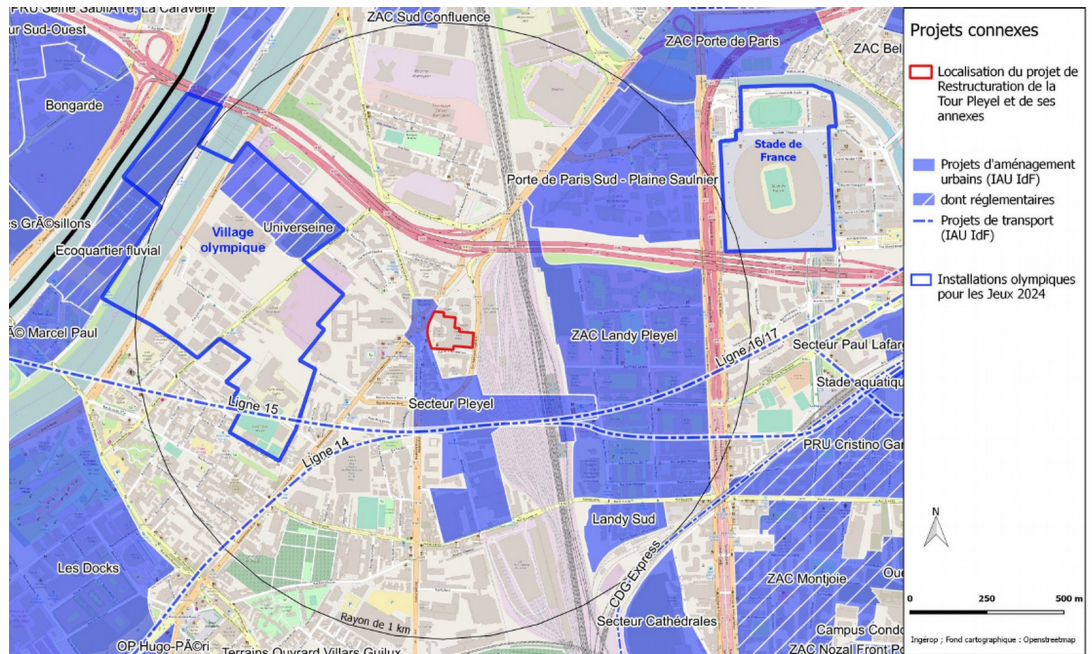 PRU Seine SabliÃ¨re, La Caravelle
ZAC Sud Confluence
ur Sud-Ouest
ZAC Porte de Paris
ZAC Bel
Bongarde
Stade de
France
Porte de Paris Sud - Plaine Saulnier
es GrÃ©sillons
Village
olympique
Universeine
Ecoquartier fluvial
Ã© Marcel Paul
ZAC Landy Pleyel
Ligne 16/17
Secteur Paul Lafar
Stade aquatiqu
Ligne 15
Secteur Pleyel
Ligne 14
PRU Cristino Gar
Landy Sud
Les Docks
CDG-Express
ZAC Montjoie
Oue
Rayon de 1 km
Secteur Cathédrales
Campus Condo
OP Hugo-PÃ©ri
Terrains Ouvrard Villars Guilux
ZAC Nozal Front Po
Projets connexes
Localisation du projet de
Restructuration de la
Tour Pleyel et de ses
annexes
Projets d'aménagement
urbains (IAU IdF)
dont réglementaires
Projets de transport
(IAU IdF)
Installations olympiques
pour les Jeux 2024
N
0 250 500 m
Ingérop ; Fond cartographique : Openstreetmap